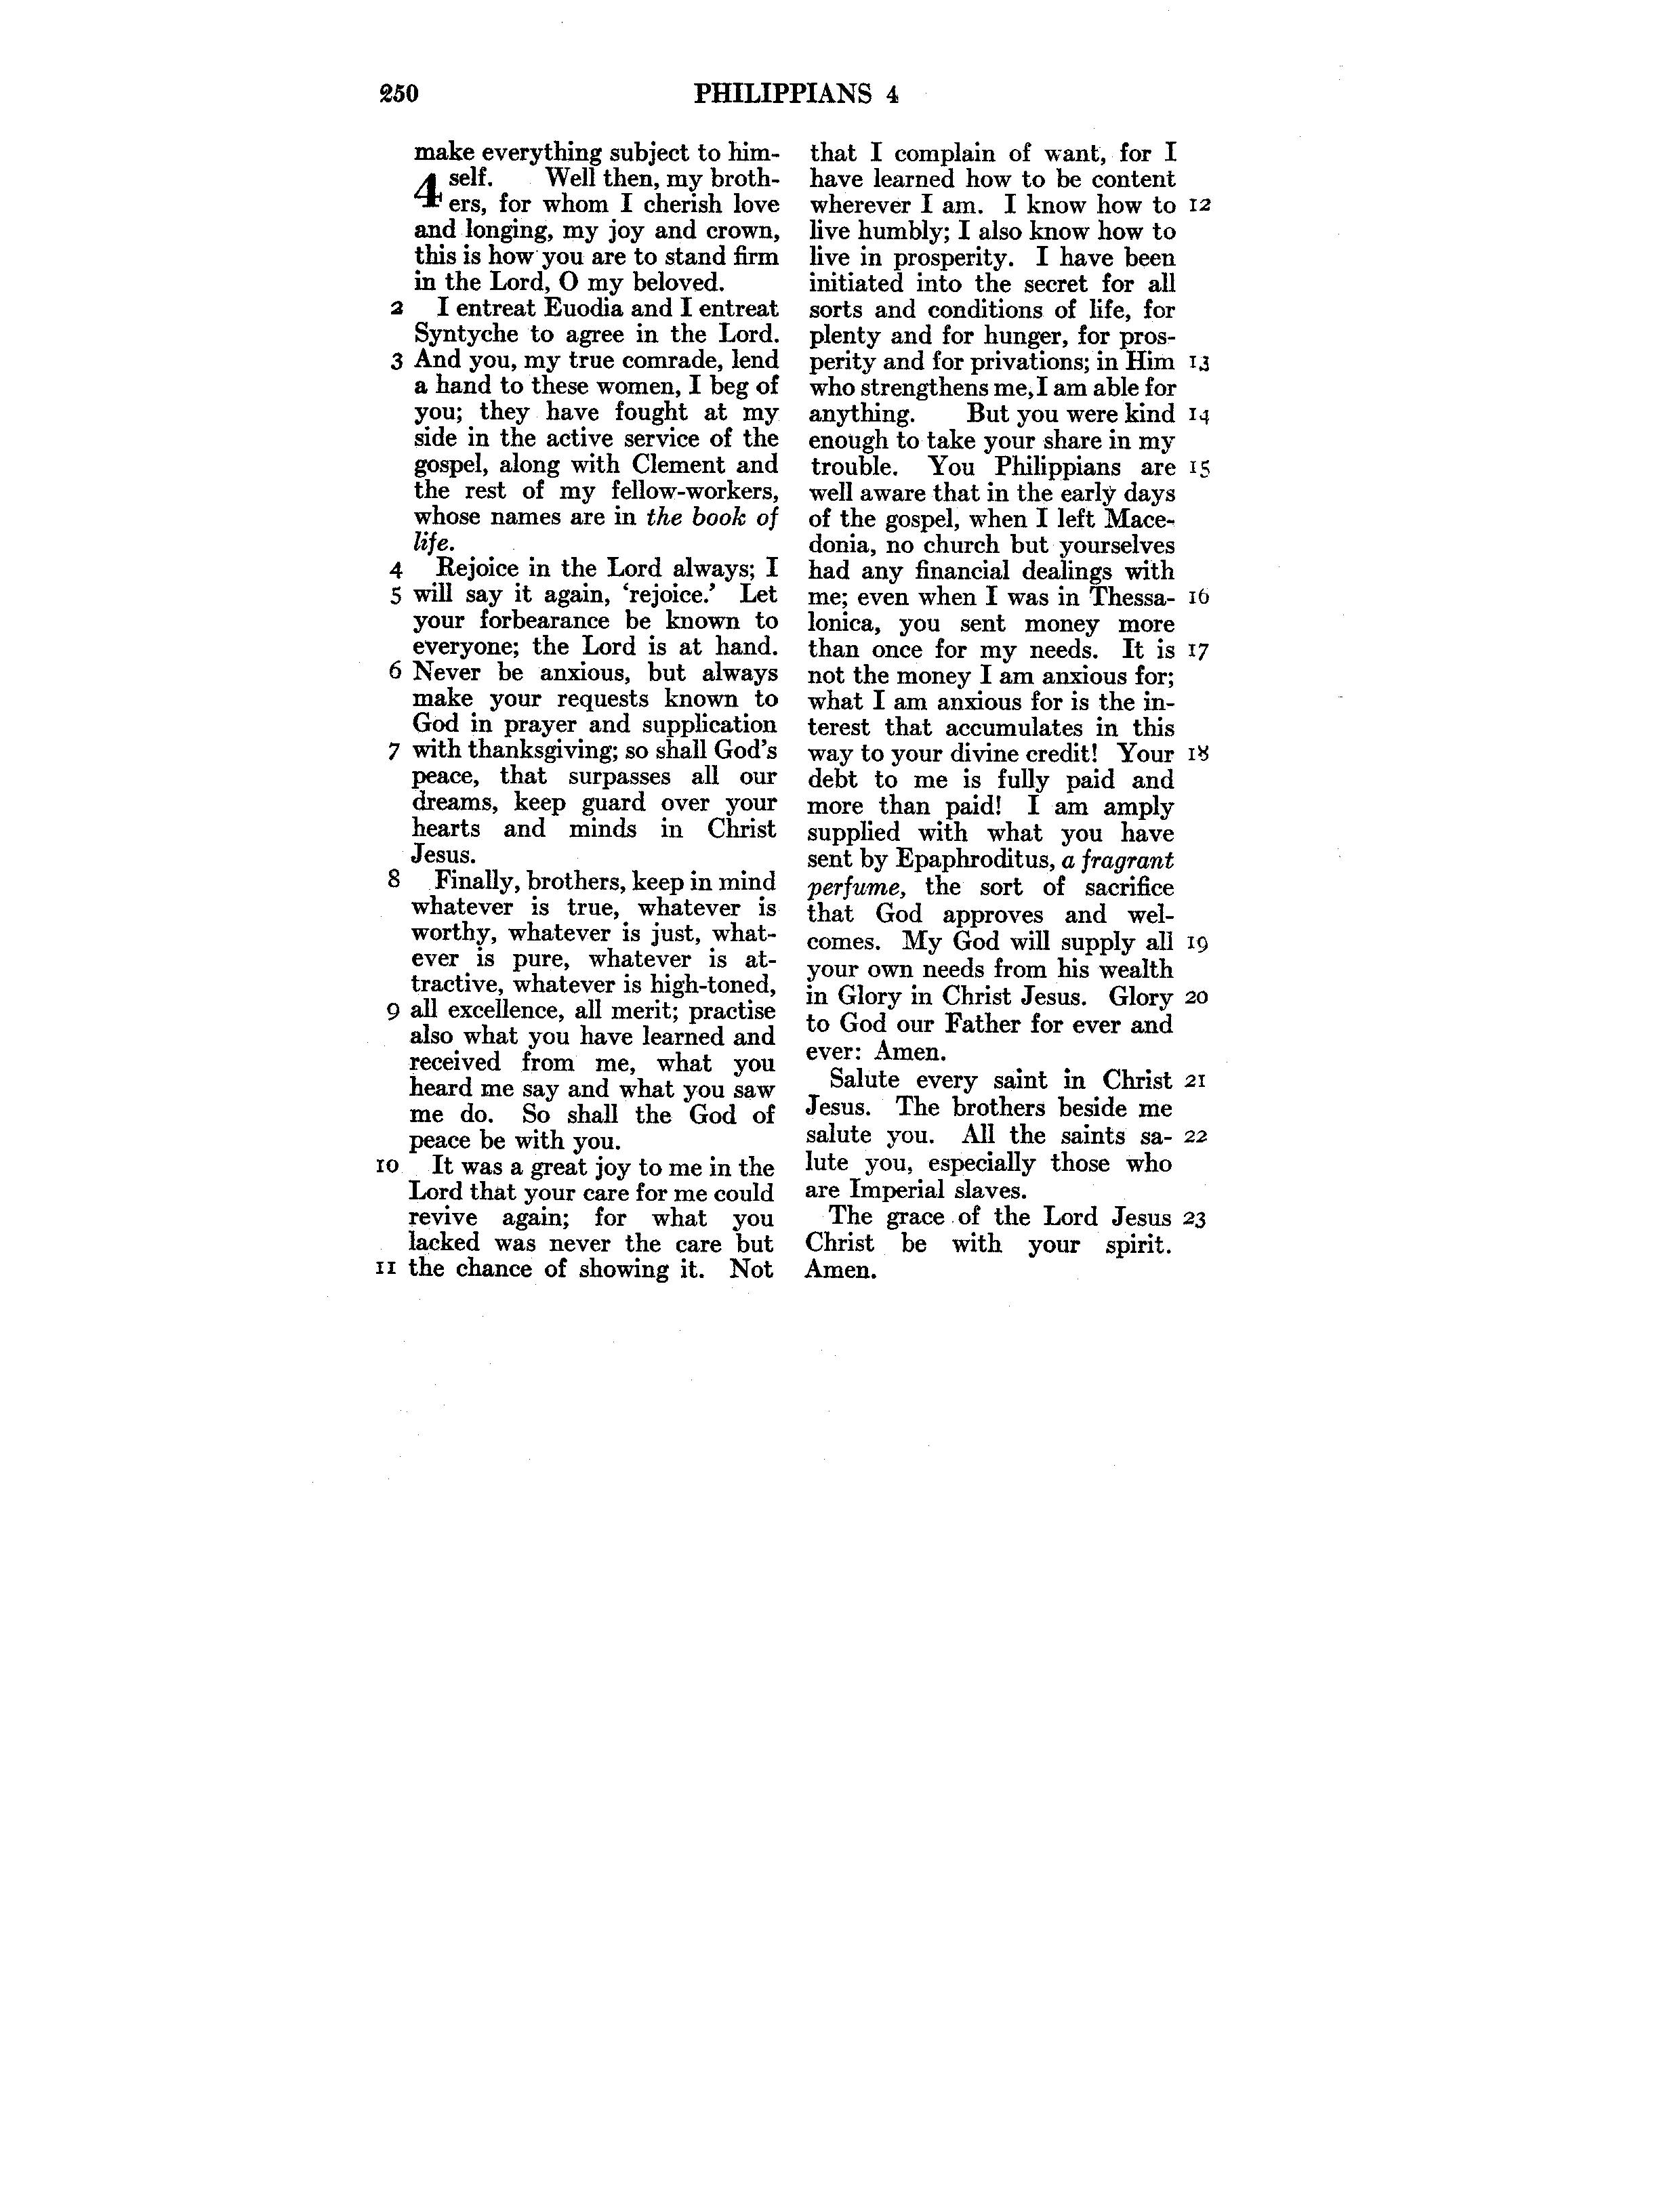 250 PHILIPPIANS 4
make everything subject to him-
4 self. Well then, my broth-
ers, for whom I cherish love
and longing, my joy and crown,
this is how you are to stand firm
in the Lord, O my beloved.
2 I entreat Euodia and I entreat
Syntyche to agree in the Lord.
3 And you, my true comrade, lend
a hand to these women, I beg of
you; they have fought at my
side in the active service of the
gospel, along with Clement and
the rest of my fellow-workers,
whose names are in the book of
life.
4 Rejoice in the Lord always; I
5 will say it again, ‘rejoice.’ Let
your forbearance be known to
everyone; the Lord is at hand.
6 Never be anxious, but always
make your requests known to
God in prayer and supplication
7 with thanksgiving; so shall God's
peace, that surpasses all our
dreams, keep guard over your
hearts and minds in Christ
Jesus.
8 Finally, brothers, keep in mind
whatever is true, whatever is
worthy, whatever is just, what-
ever is pure, whatever is at-
tractive, whatever is high-toned,
9 all excellence, all merit; practise
also what you have learned and
received from me, what you
heard me say and what you saw
me do. So shall the God of
peace be with you.
10 It was a great joy to me in the
Lord that your care for me could
revive again; for what you
lacked was never the care but
11 the chance of showing it. Not
that I complain of want, for I
have learned how to be content
wherever I am. I know how to 12
live humbly; I also know how to
live in prosperity. I have been
initiated into the secret for all
sorts and conditions of life, for
plenty and for hunger, for pros-
perity and for privations; in Him 13
who strengthens me, I am able for
anything. But you were kind 14
enough to take your share in my
trouble. You Philippians are 15
well aware that in the early days
of the gospel, when I left Mace-
donia, no church but yourselves
had any financial dealings with
me; even when I was in Thessa- 16
lonica, you sent money more
than once for my needs. It is 17
not the money I am anxious for;
what I am anxious for is the in-
terest that accumulates in this
way to your divine credit! Your 18
debt to me is fully paid and
more than paid! I am amply
supplied with what you have
sent by Epaphroditus, a fragrant
perfume, the sort of sacrifice
that God approves and wel-
comes. My God will supply all 19
your own needs from his wealth
in Glory in Christ Jesus. Glory 20
to God our Father for ever and
ever: Amen.
Salute every saint in Christ 21
Jesus. The brothers beside me
salute you. All the saints sa- 22
lute you, especially those who
are Imperial slaves.
The grace of the Lord Jesus 23
Christ be with your spirit.
Amen.